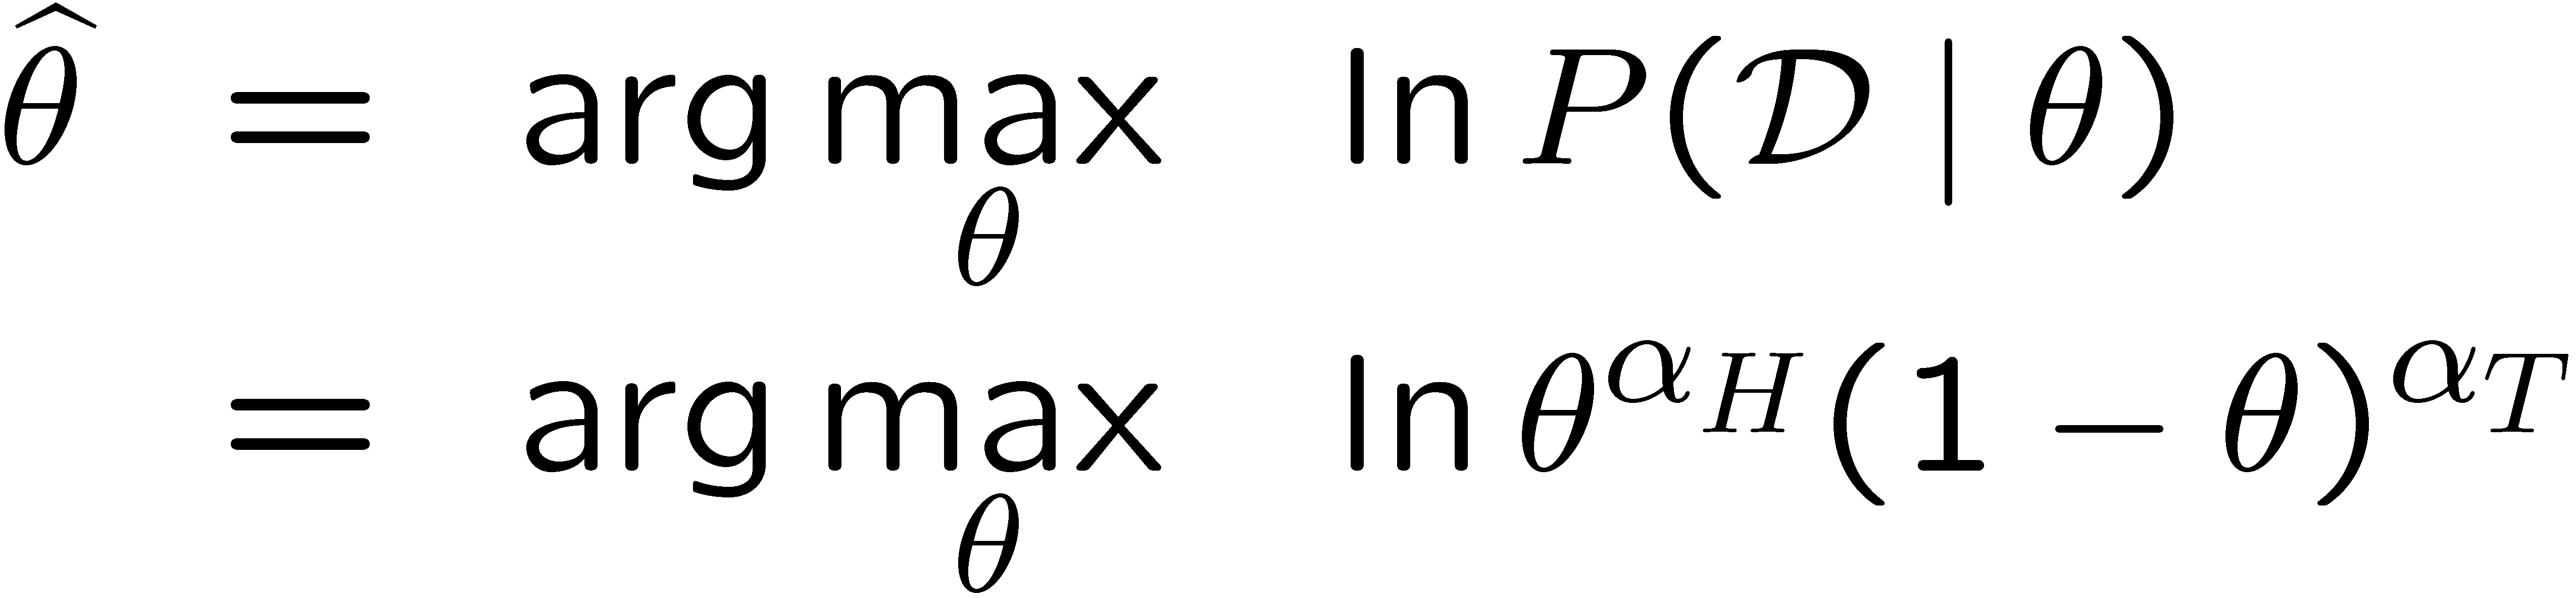 θ̂ = arg max_θ ln P(𝒟 | θ)
= arg max_θ ln θ^{α_H} (1 − θ)^{α_T}